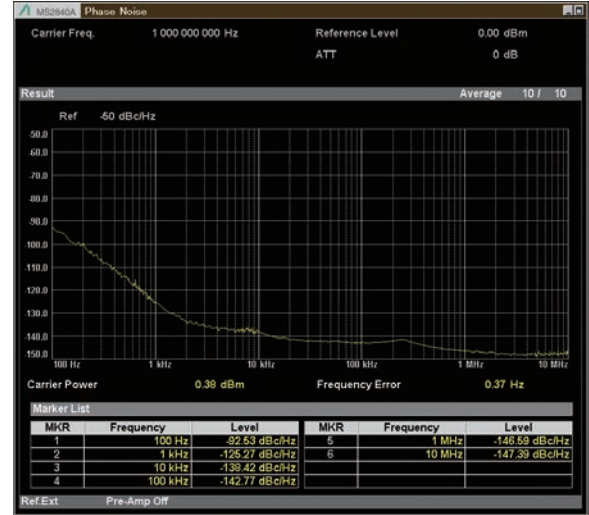 MS2840A Phase Noise
Carrier Freq. 1 000 000 000 Hz Reference Level 0.00 dBm
ATT 0 dB
Result Average 10 / 10
Ref -50 dBc/Hz
-50.0
-60.0
-70.0
-80.0
-90.0
-100.0
-110.0
-120.0
-130.0
-140.0
-150.0
100 Hz 1 kHz 10 kHz 100 kHz 1 MHz 10 MHz
Carrier Power 0.38 dBm Frequency Error 0.37 Hz
Marker List
MKR Frequency Level MKR Frequency Level
1 100 Hz -92.53 dBc/Hz 5 1 MHz -146.59 dBc/Hz
2 1 kHz -125.27 dBc/Hz 6 10 MHz -147.39 dBc/Hz
3 10 kHz -138.42 dBc/Hz
4 100 kHz -142.77 dBc/Hz
Ref.Ext Pre-Amp Off